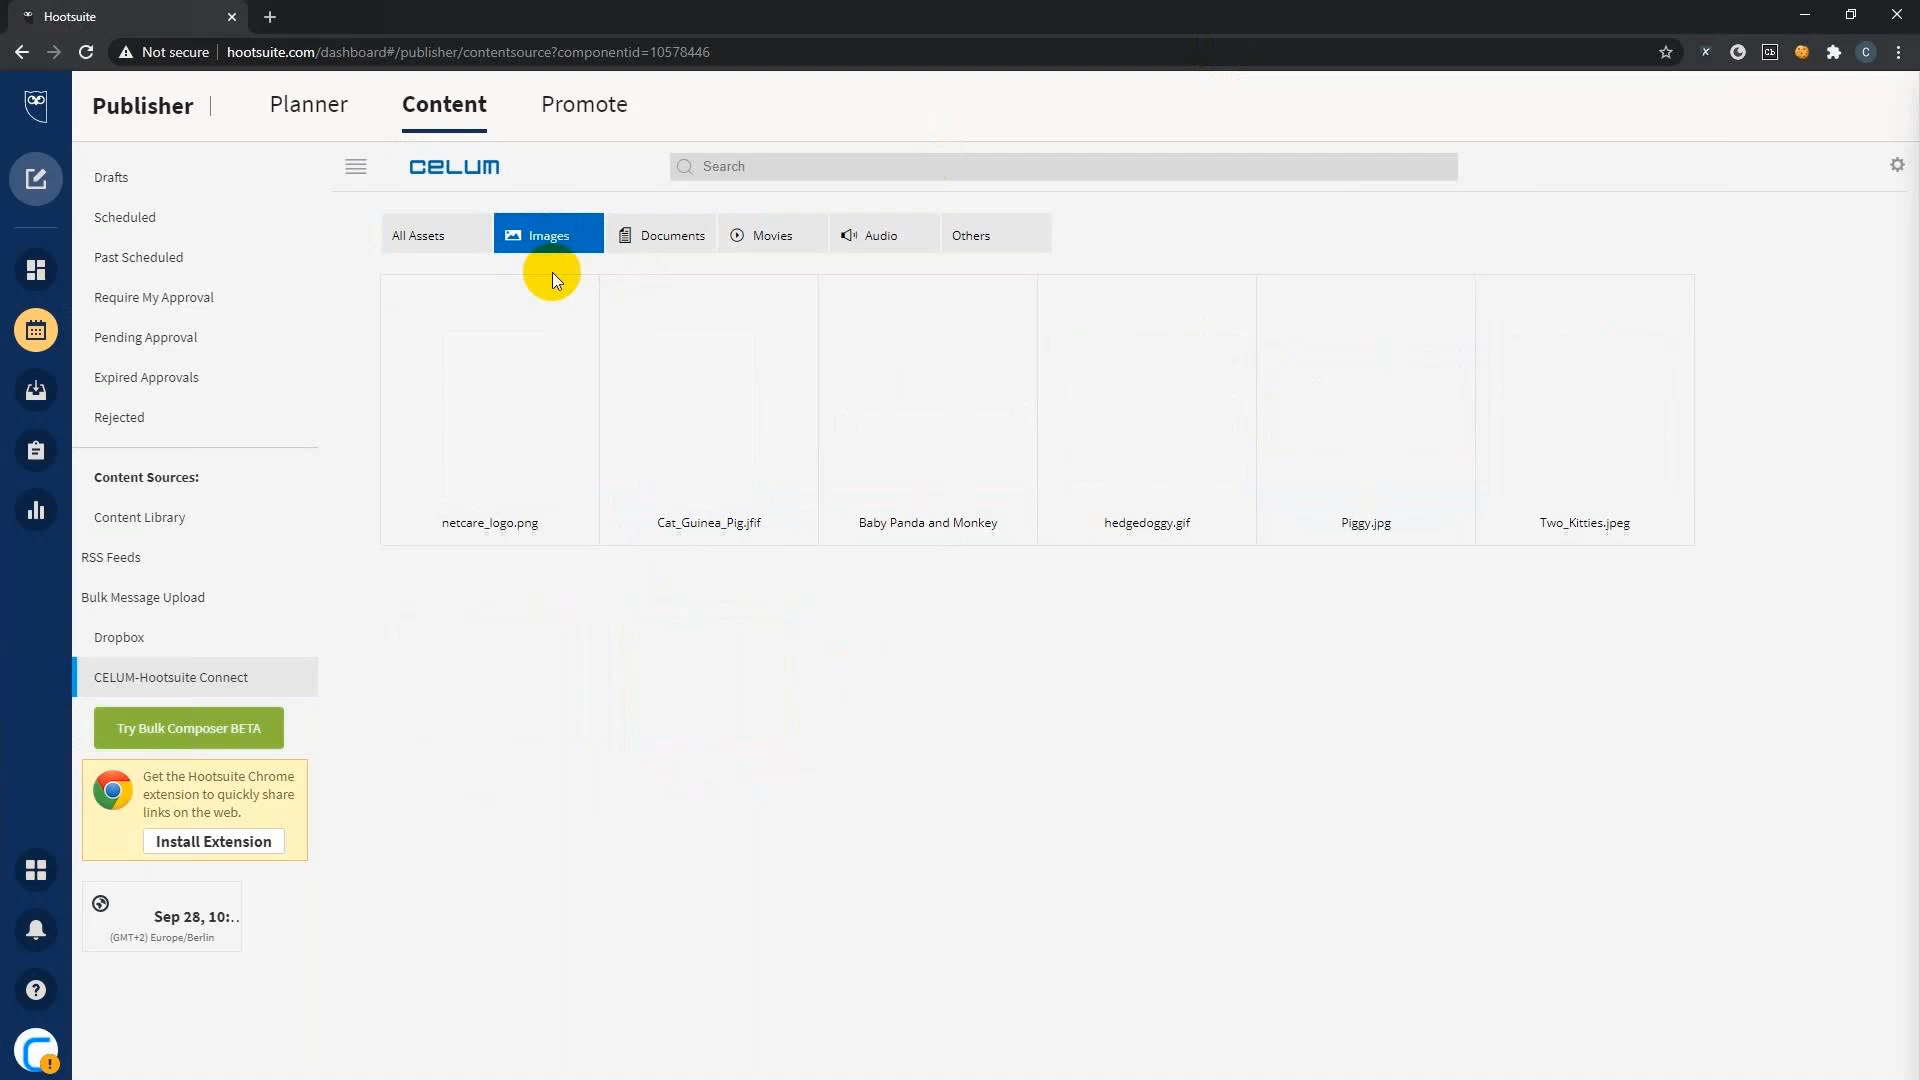 Hootsuite
Not secure
hootsuite.com/dashboard#/publisher/contentsource?componentid=10578446
C
Publisher
Planner
Content
Promote
Drafts
Scheduled
Past Scheduled
Require My Approval
Pending Approval
Expired Approvals
Rejected
Content Sources:
Content Library
RSS Feeds
Bulk Message Upload
Dropbox
CELUM-Hootsuite Connect
Try Bulk Composer BETA
Get the Hootsuite Chrome
extension to quickly share
links on the web.
Install Extension
Sep 28, 10:..
(GMT+2) Europe/Berlin
CELUM
Search
All Assets
Images
Documents
Movies
Audio
Others
netcare_logo.png
Cat_Guinea_Pig.jfif
Baby Panda and Monkey
hedgedoggy.gif
Piggy.jpg
Two_Kitties.jpeg